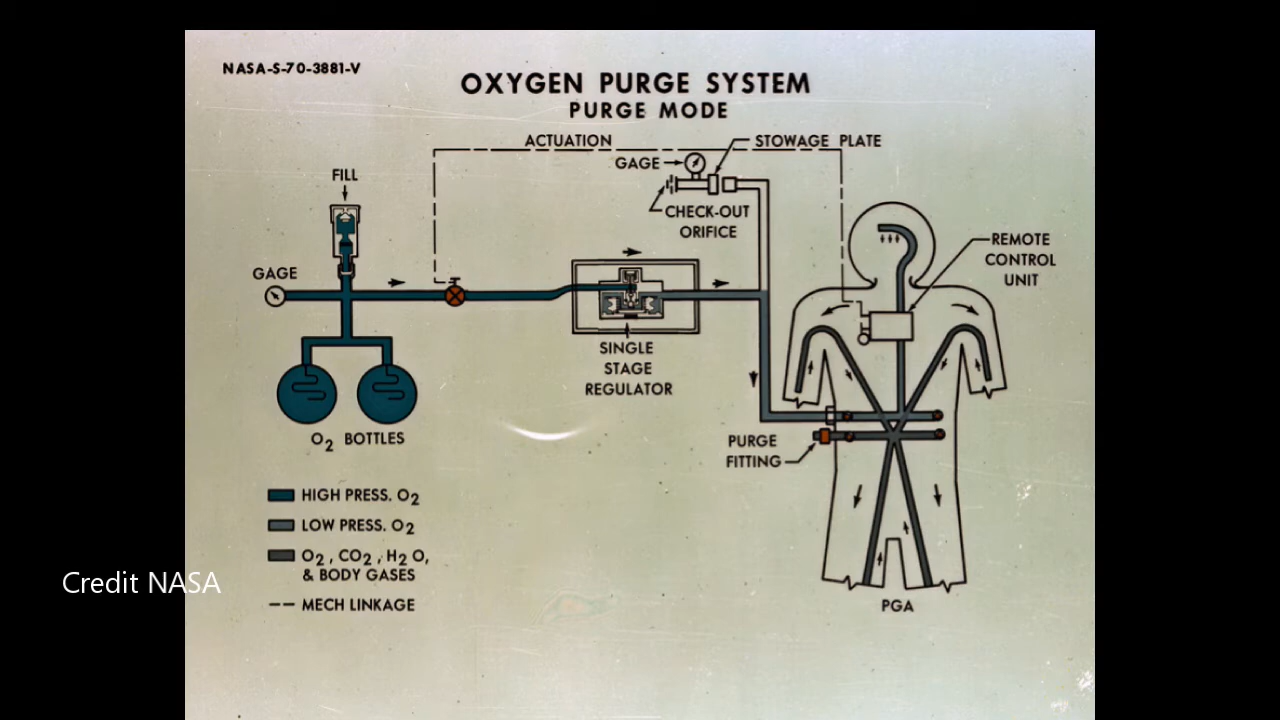 NASA-S-70-3881-V
OXYGEN PURGE SYSTEM
PURGE MODE
ACTUATION
STOWAGE PLATE
GAGE
FILL
CHECK-OUT
ORIFICE
REMOTE
CONTROL
UNIT
GAGE
SINGLE
STAGE
REGULATOR
O2 BOTTLES
PURGE
FITTING
HIGH PRESS. O2
LOW PRESS. O2
O2, CO2, H2O,
& BODY GASES
MECH LINKAGE
PGA
Credit NASA